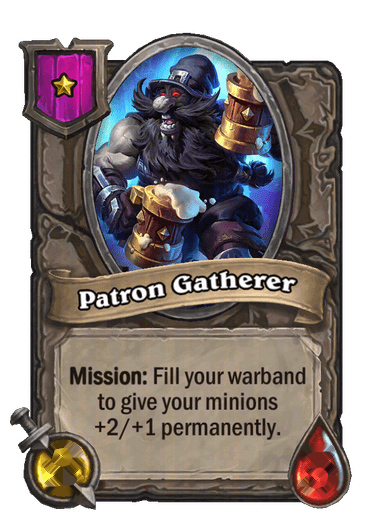 Patron Gatherer
Mission: Fill your warband
to give your minions
+2/+1 permanently.